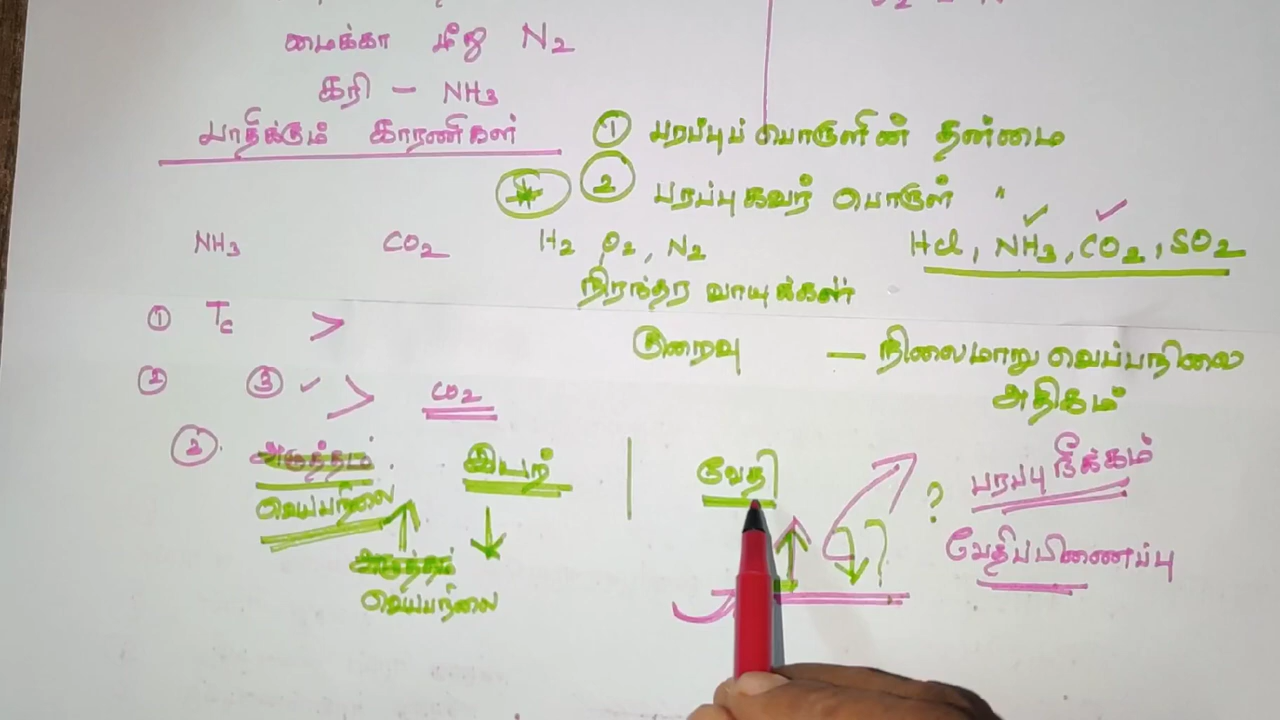 மைக்கா மீது N2
கரி – NH3
பாதிக்கும் காரணிகள்
① பரப்புப் பொருளின் தன்மை
② பரப்பு கவர் பொருள் "
NH3 CO2 H2, O2, N2 HCl, NH3, CO2, SO2
நிரந்தர வாயுக்கள்
① Tc > குறைவு — நிலைமாறு வெப்பநிலை
அதிகம்
② ③ ✓ > CO2
② அழுத்தம் இயற் வேதி ? பரப்பு நீக்கம்
வெப்பநிலை ? வேதிப்பிணைப்பு
அழுத்தம்
வெப்பநிலை